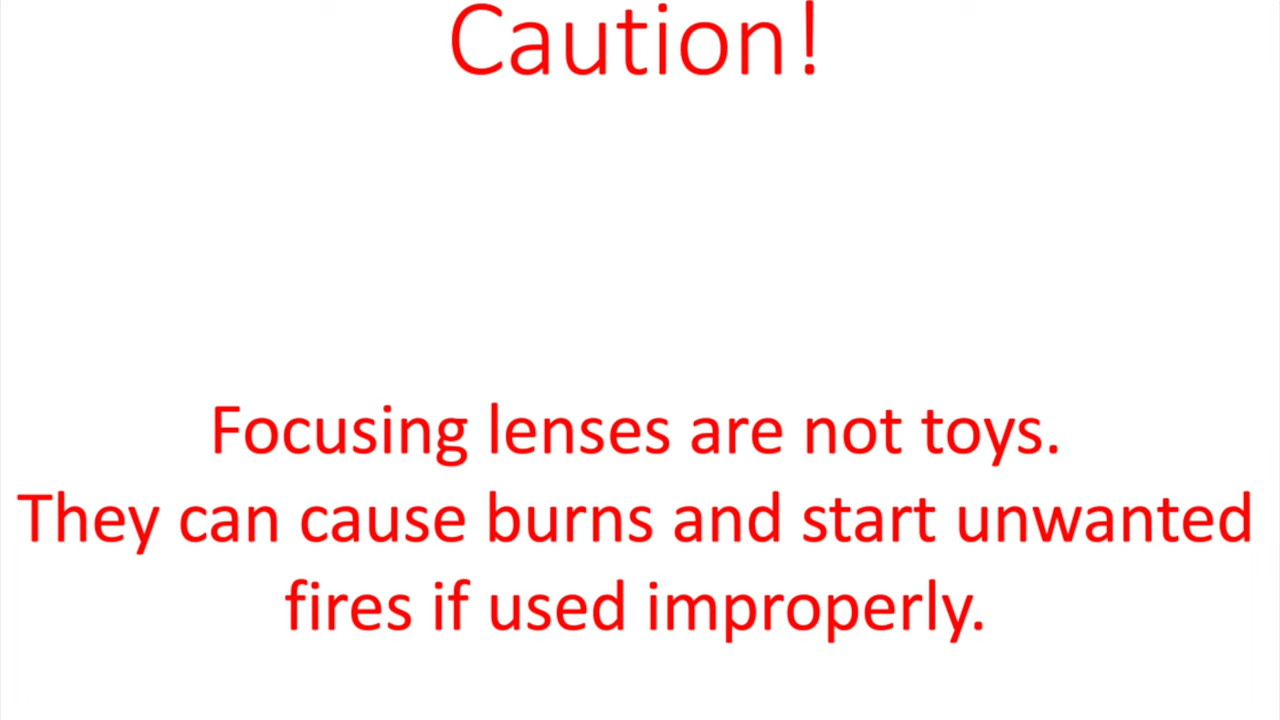 Caution!
Focusing lenses are not toys.
They can cause burns and start unwanted
fires if used improperly.